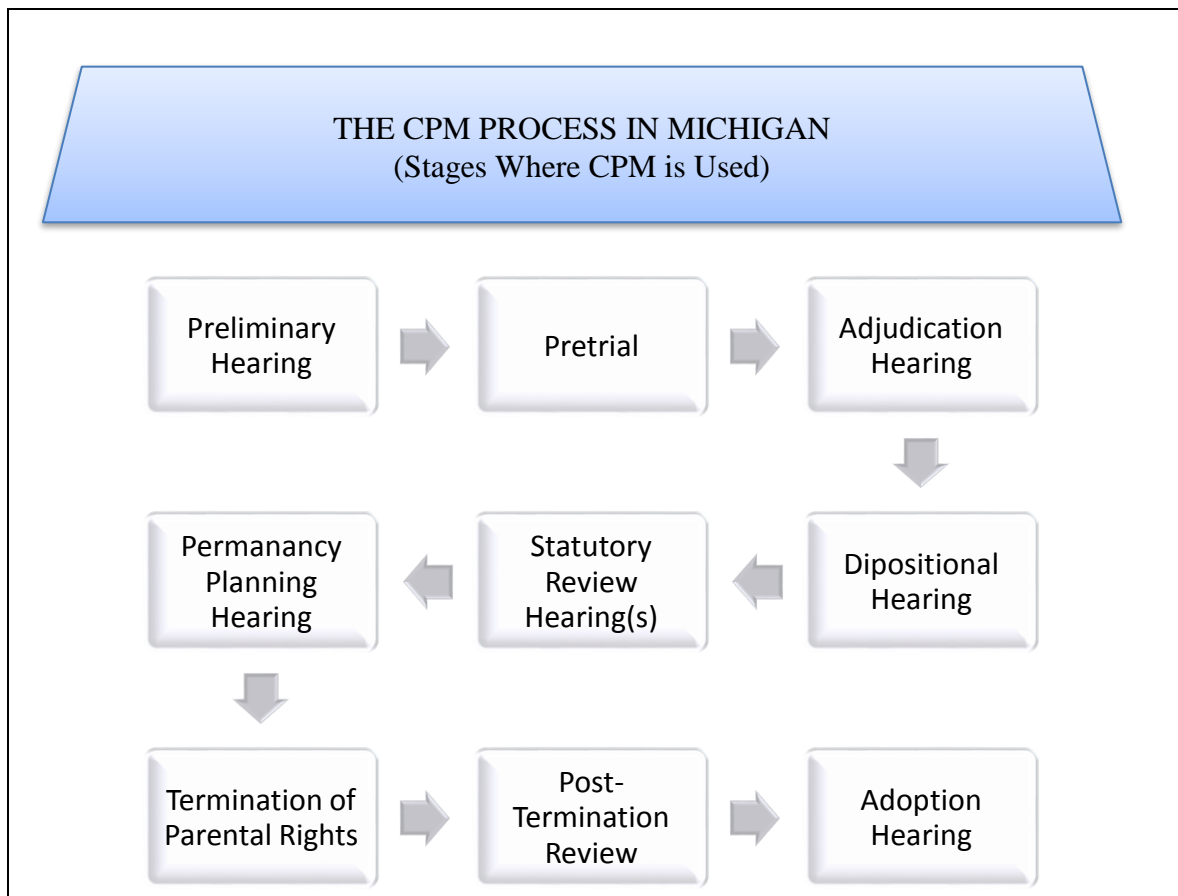 THE CPM PROCESS IN MICHIGAN
(Stages Where CPM is Used)
Preliminary
Hearing
Pretrial
Adjudication
Hearing
Dipositional
Hearing
Statutory
Review
Hearing(s)
Permanancy
Planning
Hearing
Termination of
Parental Rights
Post-
Termination
Review
Adoption
Hearing